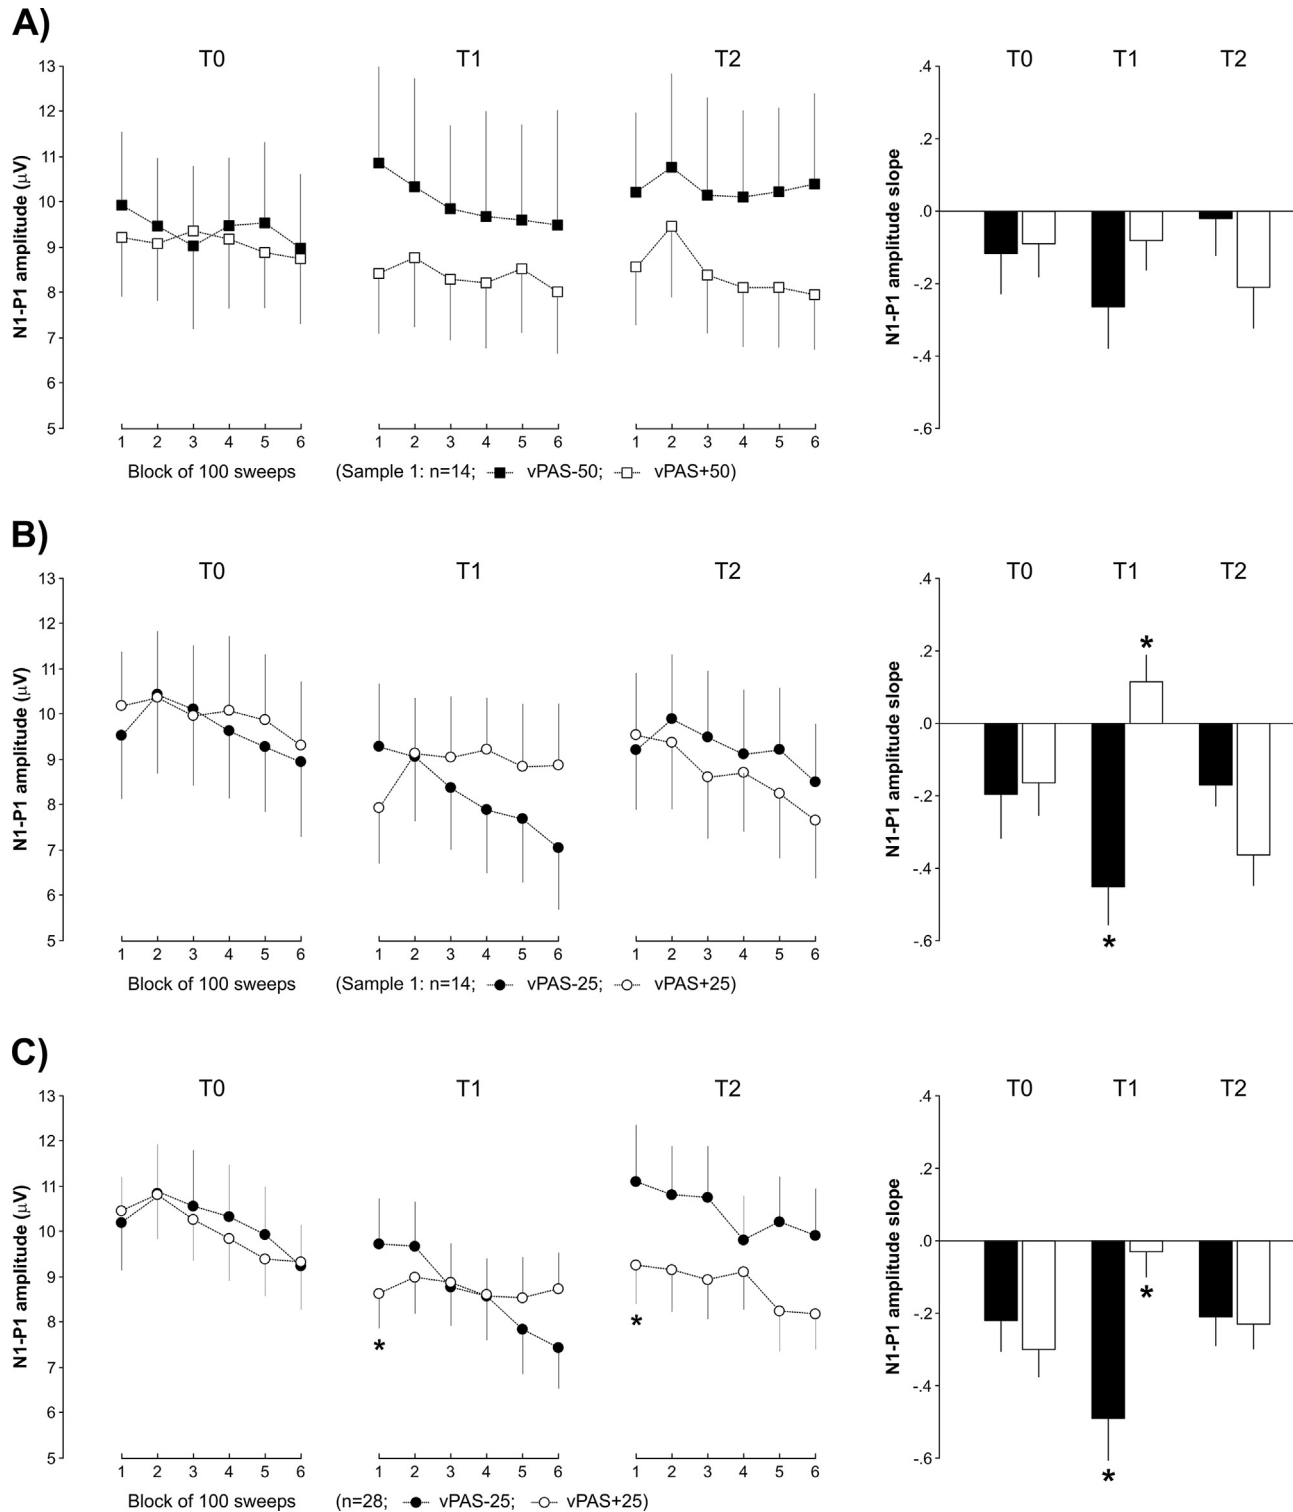 A)
T0 T1 T2 T0 T1 T2
N1-P1 amplitude (µV)
13
12
11
10
9
8
7
6
5
1 2 3 4 5 6 1 2 3 4 5 6 1 2 3 4 5 6
Block of 100 sweeps (Sample 1: n=14; vPAS-50; vPAS+50)
N1-P1 amplitude slope
.4
.2
.0
-.2
-.4
-.6
B)
T0 T1 T2 T0 T1 T2
N1-P1 amplitude (µV)
13
12
11
10
9
8
7
6
5
1 2 3 4 5 6 1 2 3 4 5 6 1 2 3 4 5 6
Block of 100 sweeps (Sample 1: n=14; vPAS-25; vPAS+25)
N1-P1 amplitude slope
.4
.2
.0
-.2
-.4
-.6
*
*
C)
T0 T1 T2 T0 T1 T2
N1-P1 amplitude (µV)
13
12
11
10
9
8
7
6
5
*
*
1 2 3 4 5 6 1 2 3 4 5 6 1 2 3 4 5 6
Block of 100 sweeps (n=28; vPAS-25; vPAS+25)
N1-P1 amplitude slope
.4
.2
.0
-.2
-.4
-.6
*
*